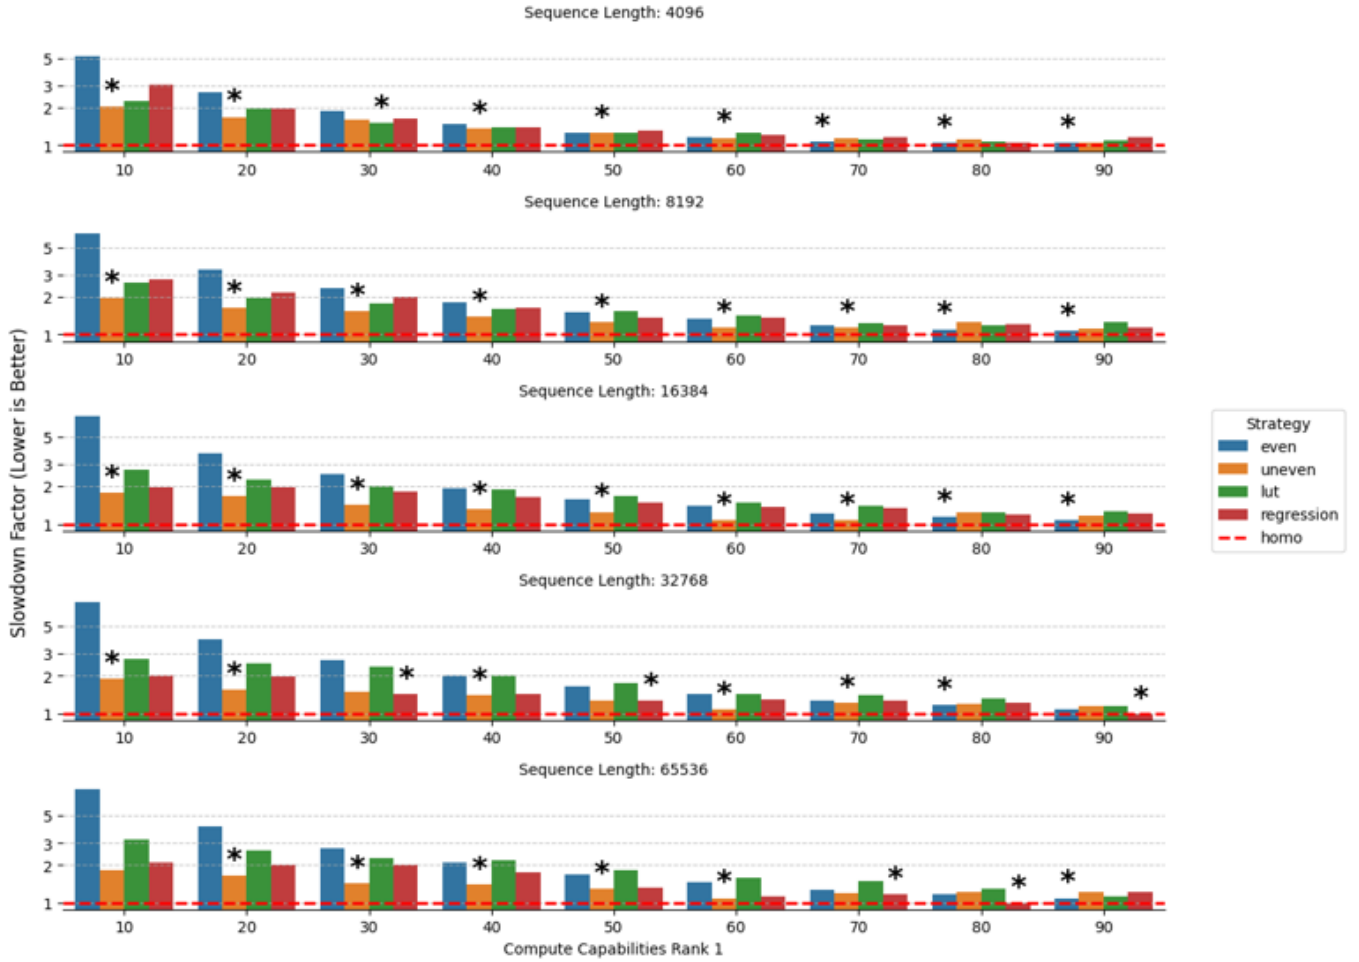 Sequence Length: 4096
5
3
2
1
10 20 30 40 50 60 70 80 90
Sequence Length: 8192
5
3
2
1
10 20 30 40 50 60 70 80 90
Sequence Length: 16384
5
3
2
1
10 20 30 40 50 60 70 80 90
Sequence Length: 32768
5
3
2
1
10 20 30 40 50 60 70 80 90
Sequence Length: 65536
5
3
2
1
10 20 30 40 50 60 70 80 90
Compute Capabilities Rank 1
Slowdown Factor (Lower is Better)
Strategy
even
uneven
lut
regression
homo